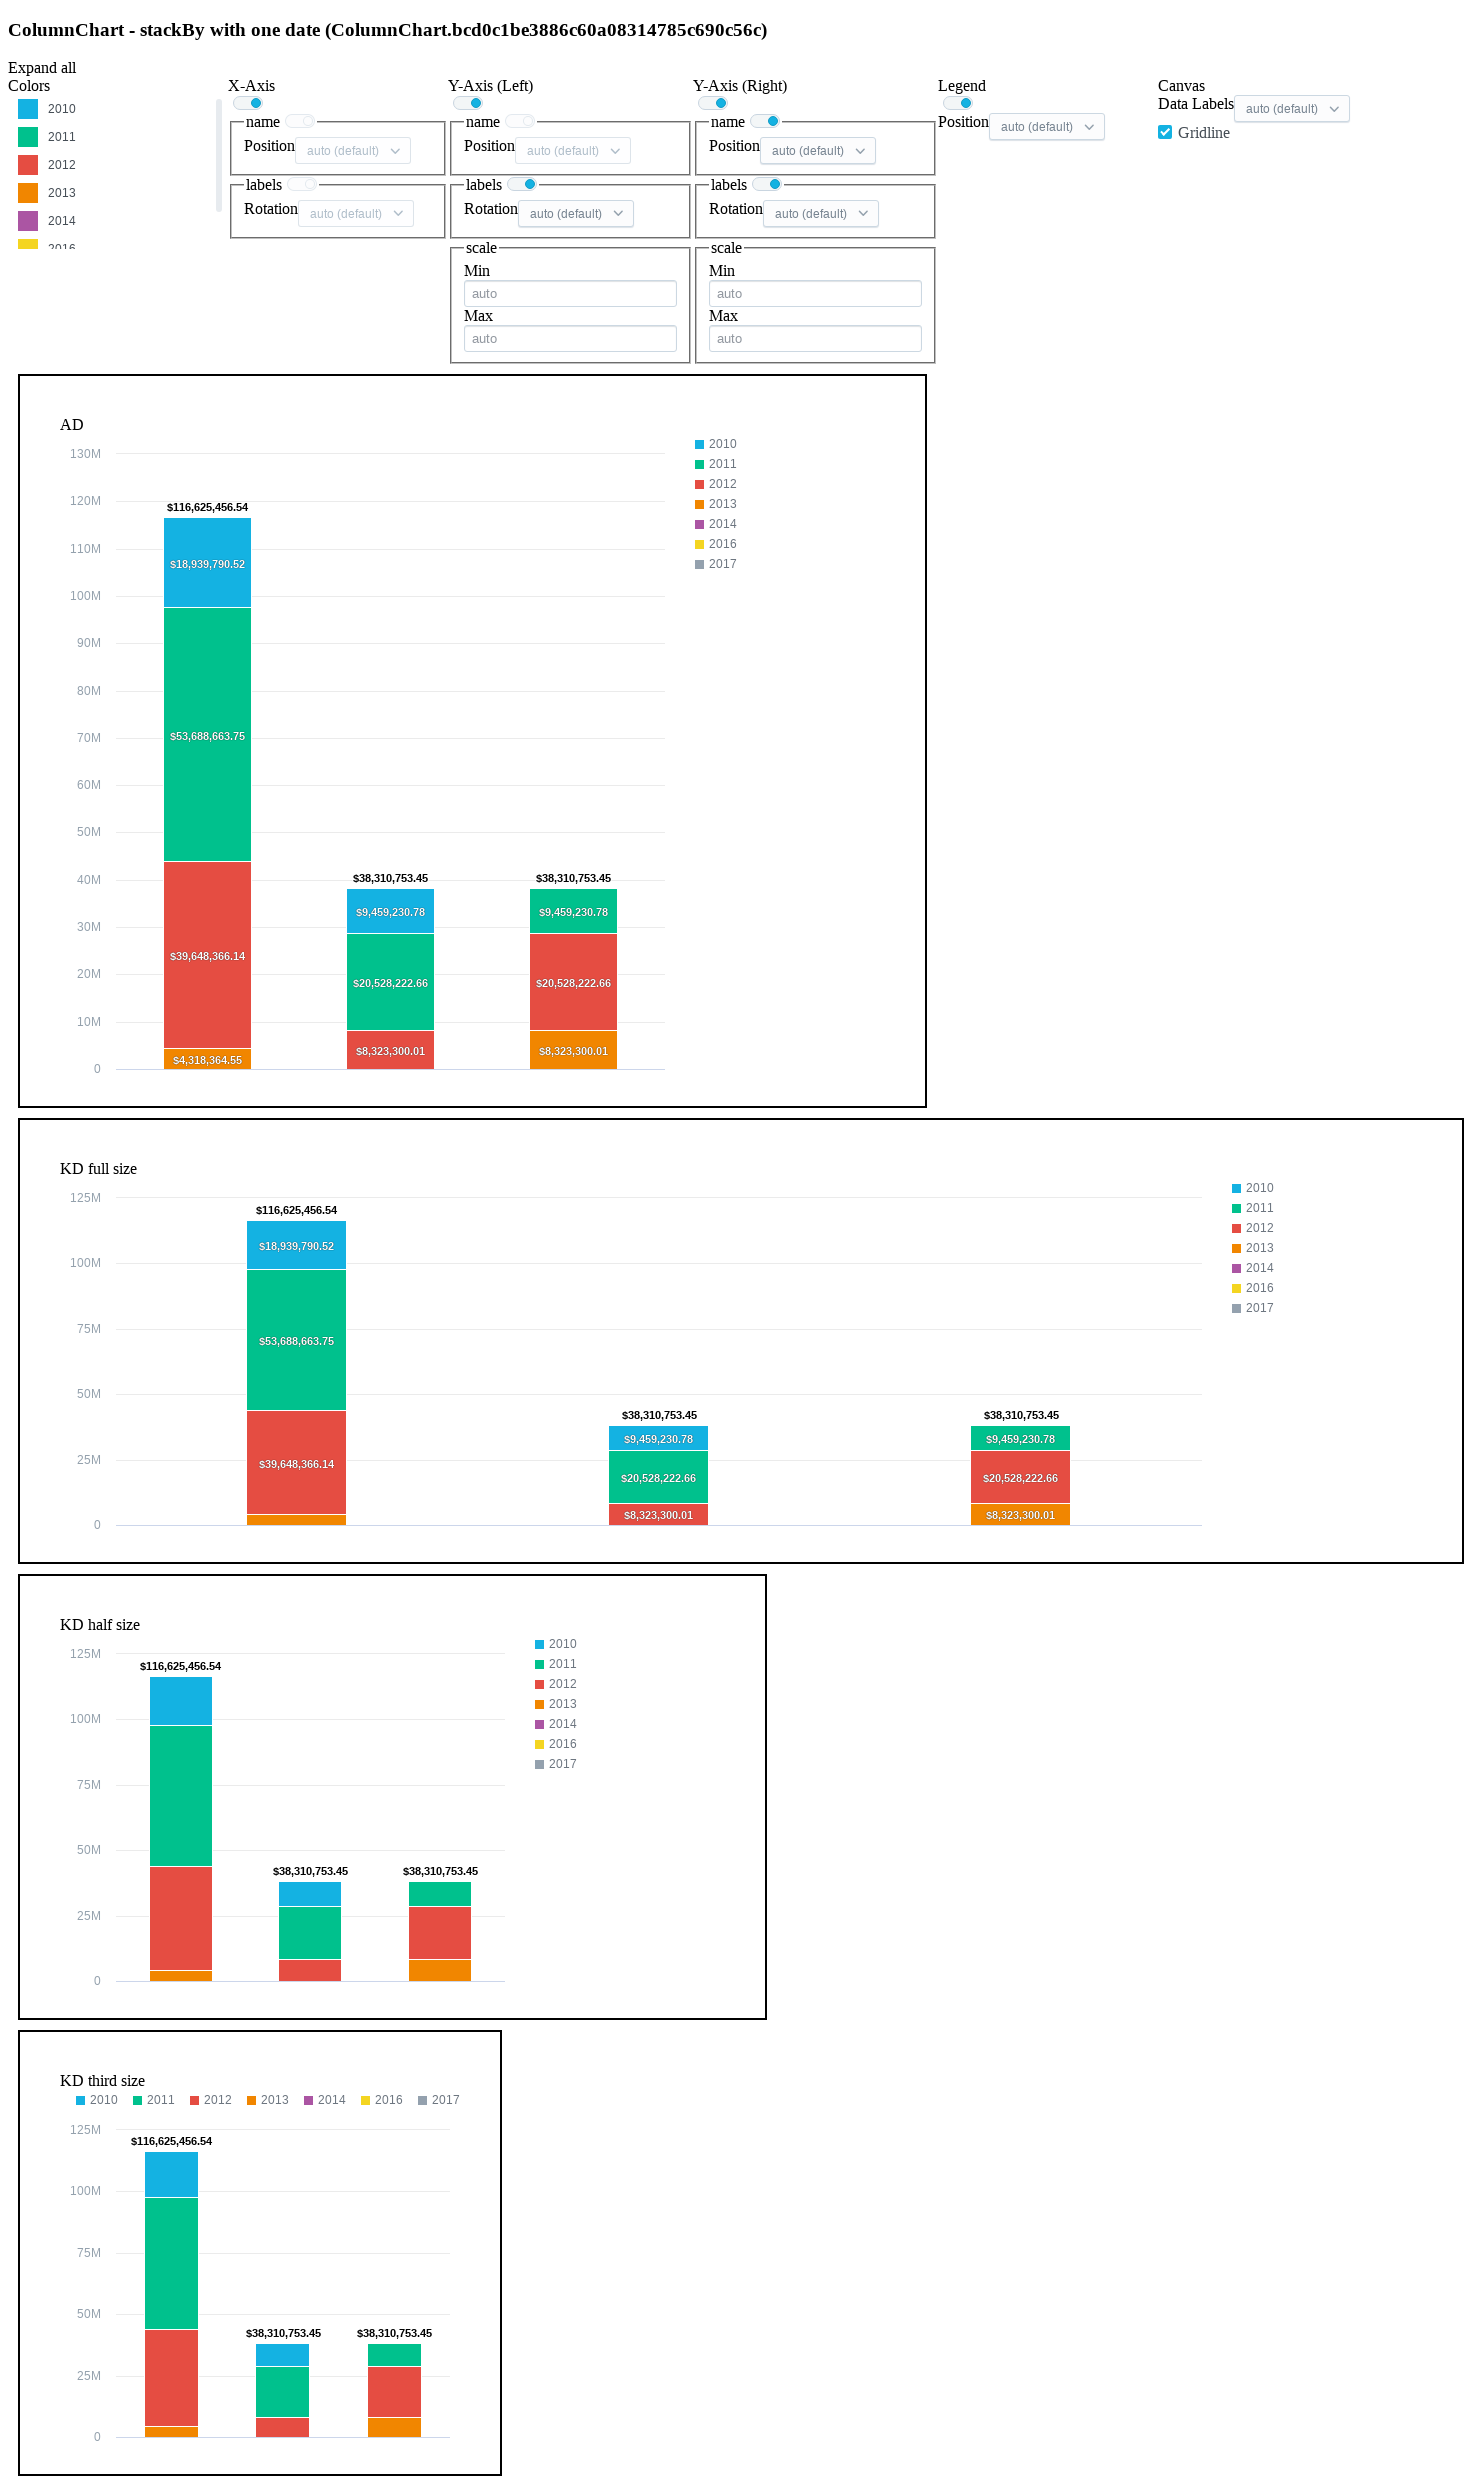 ColumnChart - stackBy with one date (ColumnChart.bcd0c1be3886c60a08314785c690c56c)
Expand all
Colors
2010
2011
2012
2013
2014
2016
X-Axis
name
Position auto (default)
labels
Rotation auto (default)
Y-Axis (Left)
name
Position auto (default)
labels
Rotation auto (default)
scale
Min
auto
Max
auto
Y-Axis (Right)
name
Position auto (default)
labels
Rotation auto (default)
scale
Min
auto
Max
auto
Legend
Position auto (default)
Canvas
Data Labels auto (default)
Gridline
AD
130M
120M
110M
100M
90M
80M
70M
60M
50M
40M
30M
20M
10M
0
$116,625,456.54
$18,939,790.52
$53,688,663.75
$39,648,366.14
$4,318,364.55
$38,310,753.45
$9,459,230.78
$20,528,222.66
$8,323,300.01
$38,310,753.45
$9,459,230.78
$20,528,222.66
$8,323,300.01
2010
2011
2012
2013
2014
2016
2017
KD full size
125M
100M
75M
50M
25M
0
$116,625,456.54
$18,939,790.52
$53,688,663.75
$39,648,366.14
$38,310,753.45
$9,459,230.78
$20,528,222.66
$8,323,300.01
$38,310,753.45
$9,459,230.78
$20,528,222.66
$8,323,300.01
2010
2011
2012
2013
2014
2016
2017
KD half size
125M
100M
75M
50M
25M
0
$116,625,456.54
$38,310,753.45
$38,310,753.45
2010
2011
2012
2013
2014
2016
2017
KD third size
2010 2011 2012 2013 2014 2016 2017
125M
100M
75M
50M
25M
0
$116,625,456.54
$38,310,753.45
$38,310,753.45